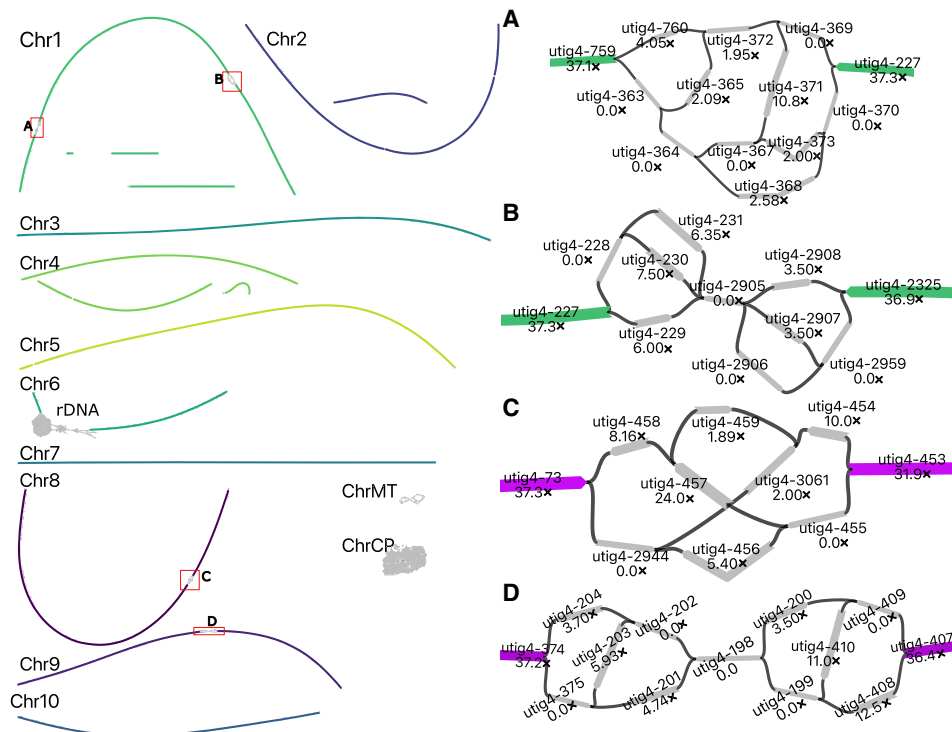 Chr1
A
B
Chr2
Chr3
Chr4
Chr5
Chr6
rDNA
Chr7
Chr8
ChrMT
ChrCP
C
D
Chr9
Chr10
A
utig4-760
4.05×
utig4-369
0.0×
utig4-372
1.95×
utig4-759
37.1×
utig4-227
37.3×
utig4-365
2.09×
utig4-371
10.8×
utig4-363
0.0×
utig4-370
0.0×
utig4-373
2.00×
utig4-364
0.0×
utig4-367
0.0×
utig4-368
2.58×
B
utig4-231
6.35×
utig4-228
0.0×
utig4-230
7.50×
utig4-2908
3.50×
utig4-2905
0.0×
utig4-2325
36.9×
utig4-227
37.3×
utig4-2907
3.50×
utig4-229
6.00×
utig4-2906
0.0×
utig4-2959
0.0×
C
utig4-454
10.0×
utig4-458
8.16×
utig4-459
1.89×
utig4-453
31.9×
utig4-73
37.3×
utig4-457
24.0×
utig4-3061
2.00×
utig4-455
0.0×
utig4-2944
0.0×
utig4-456
5.40×
D
utig4-204
3.70×
utig4-202
0.0×
utig4-200
3.50×
utig4-409
0.0×
utig4-203
5.93×
utig4-374
37.2×
utig4-198
0.0
utig4-410
11.0×
utig4-407
36.4×
utig4-375
0.0×
utig4-201
4.74×
utig4-199
0.0×
utig4-408
12.5×